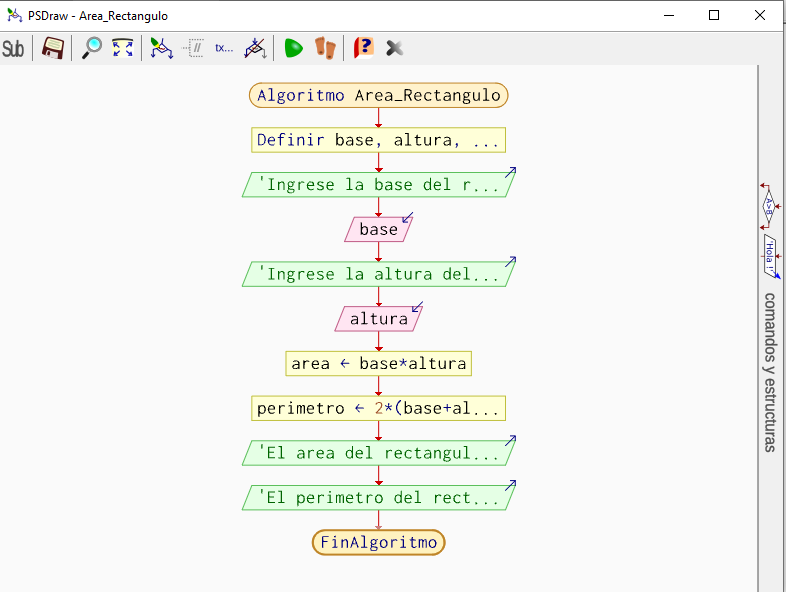 PSDraw - Area_Rectangulo
Sub
//
tx...
?
Algoritmo Area_Rectangulo
Definir base, altura, ...
'Ingrese la base del r...
base
'Ingrese la altura del...
altura
area ← base*altura
perimetro ← 2*(base+al...
'El area del rectangul...
'El perimetro del rect...
FinAlgoritmo
A>B
"Hola !"
comandos y estructuras